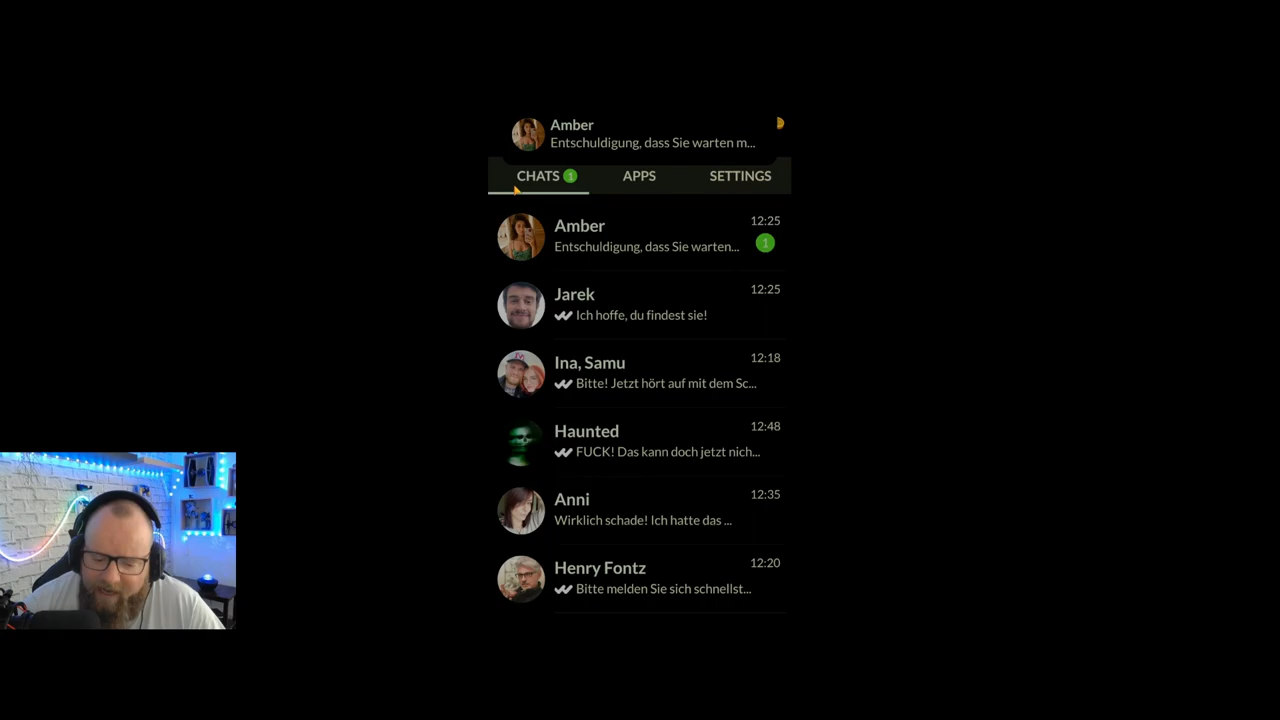 Amber
Entschuldigung, dass Sie warten m...
CHATS 1 APPS SETTINGS
Amber 12:25
Entschuldigung, dass Sie warten... 1
Jarek 12:25
Ich hoffe, du findest sie!
Ina, Samu 12:18
Bitte! Jetzt hört auf mit dem Sc...
Haunted 12:48
FUCK! Das kann doch jetzt nich...
Anni 12:35
Wirklich schade! Ich hatte das ...
Henry Fontz 12:20
Bitte melden Sie sich schnellst...